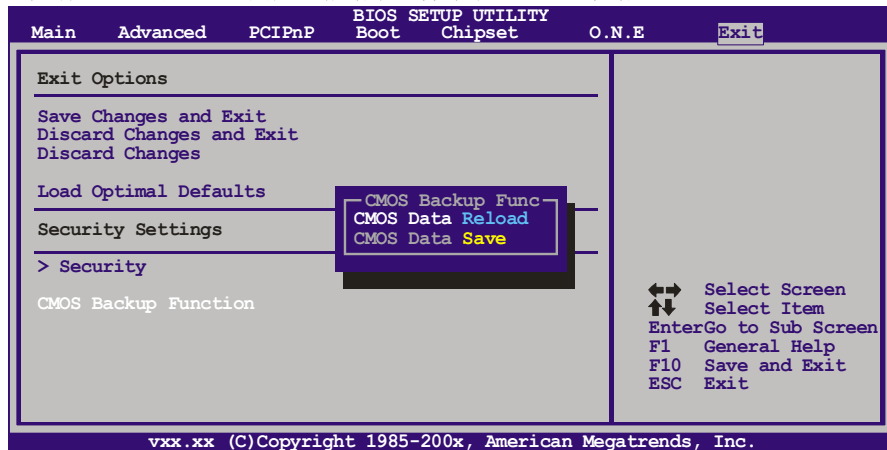 BIOS SETUP UTILITY
Main Advanced PCIPnP Boot Chipset O.N.E Exit
Exit Options
Save Changes and Exit
Discard Changes and Exit
Discard Changes
Load Optimal Defaults
Security Settings
> Security
CMOS Backup Function
CMOS Backup Func
CMOS Data Reload
CMOS Data Save
Select Screen
Select Item
EnterGo to Sub Screen
F1 General Help
F10 Save and Exit
ESC Exit
vxx.xx (C)Copyright 1985-200x, American Megatrends, Inc.